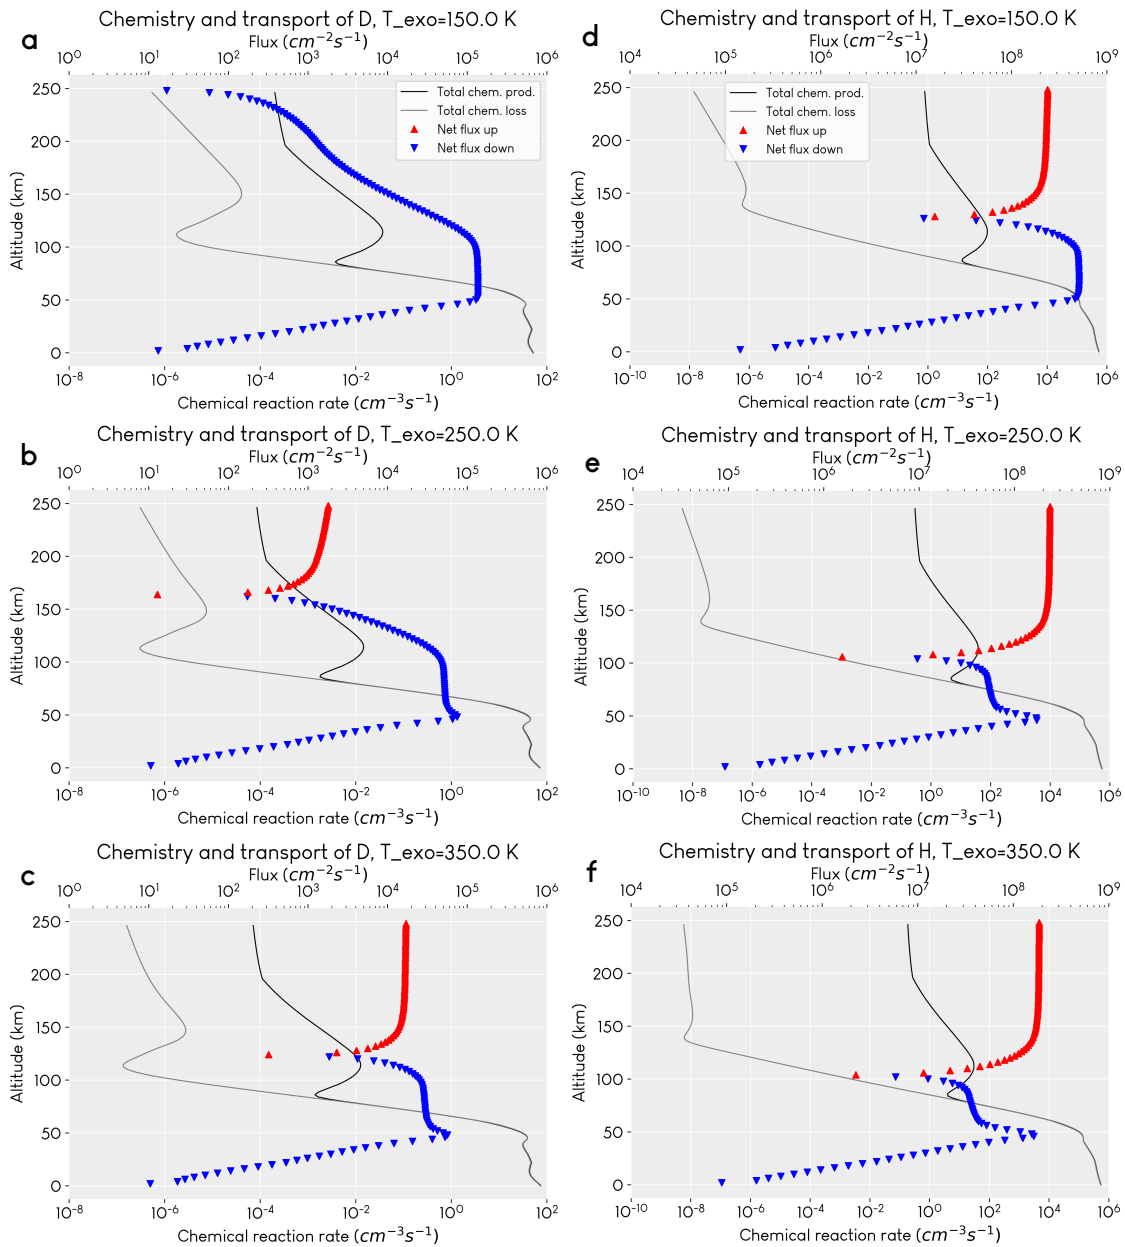 a
Chemistry and transport of D, T_exo=150.0 K
Flux (cm⁻²s⁻¹)
10⁰ 10¹ 10² 10³ 10⁴ 10⁵ 10⁶
Altitude (km)
250
200
150
100
50
0
Total chem. prod.
Total chem. loss
Net flux up
Net flux down
10⁻⁸ 10⁻⁶ 10⁻⁴ 10⁻² 10⁰ 10²
Chemical reaction rate (cm⁻³s⁻¹)
d
Chemistry and transport of H, T_exo=150.0 K
Flux (cm⁻²s⁻¹)
10⁴ 10⁵ 10⁶ 10⁷ 10⁸ 10⁹
Altitude (km)
250
200
150
100
50
0
Total chem. prod.
Total chem. loss
Net flux up
Net flux down
10⁻¹⁰ 10⁻⁸ 10⁻⁶ 10⁻⁴ 10⁻² 10⁰ 10² 10⁴ 10⁶
Chemical reaction rate (cm⁻³s⁻¹)
b
Chemistry and transport of D, T_exo=250.0 K
Flux (cm⁻²s⁻¹)
10⁰ 10¹ 10² 10³ 10⁴ 10⁵ 10⁶
Altitude (km)
250
200
150
100
50
0
10⁻⁸ 10⁻⁶ 10⁻⁴ 10⁻² 10⁰ 10²
Chemical reaction rate (cm⁻³s⁻¹)
e
Chemistry and transport of H, T_exo=250.0 K
Flux (cm⁻²s⁻¹)
10⁴ 10⁵ 10⁶ 10⁷ 10⁸ 10⁹
Altitude (km)
250
200
150
100
50
0
10⁻¹⁰ 10⁻⁸ 10⁻⁶ 10⁻⁴ 10⁻² 10⁰ 10² 10⁴ 10⁶
Chemical reaction rate (cm⁻³s⁻¹)
c
Chemistry and transport of D, T_exo=350.0 K
Flux (cm⁻²s⁻¹)
10⁰ 10¹ 10² 10³ 10⁴ 10⁵ 10⁶
Altitude (km)
250
200
150
100
50
0
10⁻⁸ 10⁻⁶ 10⁻⁴ 10⁻² 10⁰ 10²
Chemical reaction rate (cm⁻³s⁻¹)
f
Chemistry and transport of H, T_exo=350.0 K
Flux (cm⁻²s⁻¹)
10⁴ 10⁵ 10⁶ 10⁷ 10⁸ 10⁹
Altitude (km)
250
200
150
100
50
0
10⁻¹⁰ 10⁻⁸ 10⁻⁶ 10⁻⁴ 10⁻² 10⁰ 10² 10⁴ 10⁶
Chemical reaction rate (cm⁻³s⁻¹)